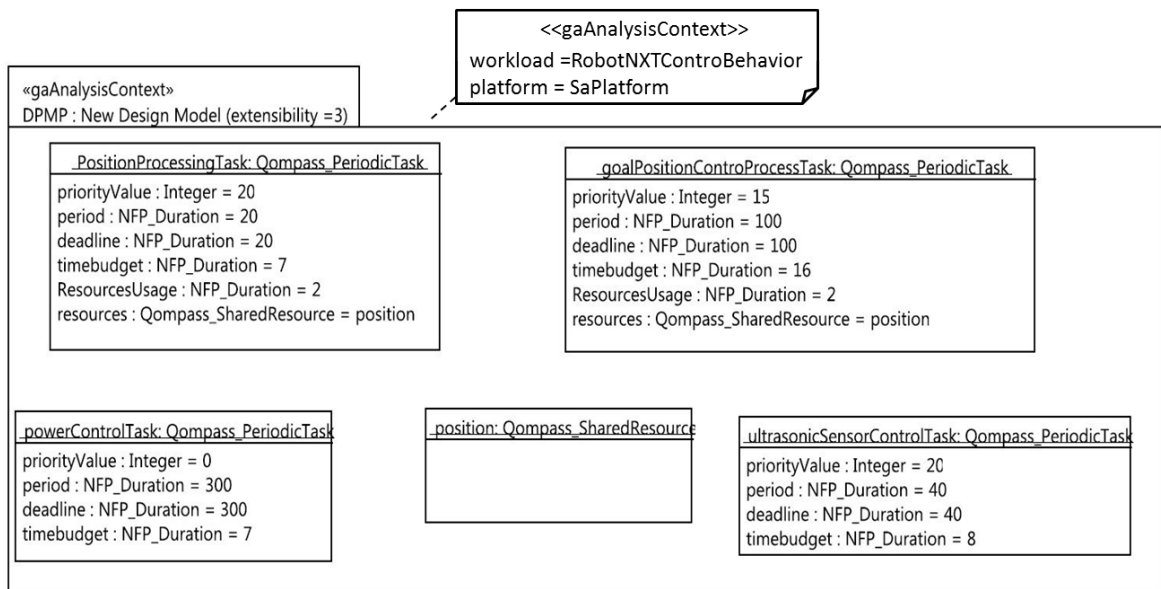 <<gaAnalysisContext>>
workload =RobotNXTControBehavior
platform = SaPlatform
«gaAnalysisContext»
DPMP : New Design Model (extensibility =3)
PositionProcessingTask: Qompass_PeriodicTask
priorityValue : Integer = 20
period : NFP_Duration = 20
deadline : NFP_Duration = 20
timebudget : NFP_Duration = 7
ResourcesUsage : NFP_Duration = 2
resources : Qompass_SharedResource = position
goalPositionControProcessTask: Qompass_PeriodicTask
priorityValue : Integer = 15
period : NFP_Duration = 100
deadline : NFP_Duration = 100
timebudget : NFP_Duration = 16
ResourcesUsage : NFP_Duration = 2
resources : Qompass_SharedResource = position
powerControlTask: Qompass_PeriodicTask
priorityValue : Integer = 0
period : NFP_Duration = 300
deadline : NFP_Duration = 300
timebudget : NFP_Duration = 7
position: Qompass_SharedResource
ultrasonicSensorControlTask: Qompass_PeriodicTask
priorityValue : Integer = 20
period : NFP_Duration = 40
deadline : NFP_Duration = 40
timebudget : NFP_Duration = 8